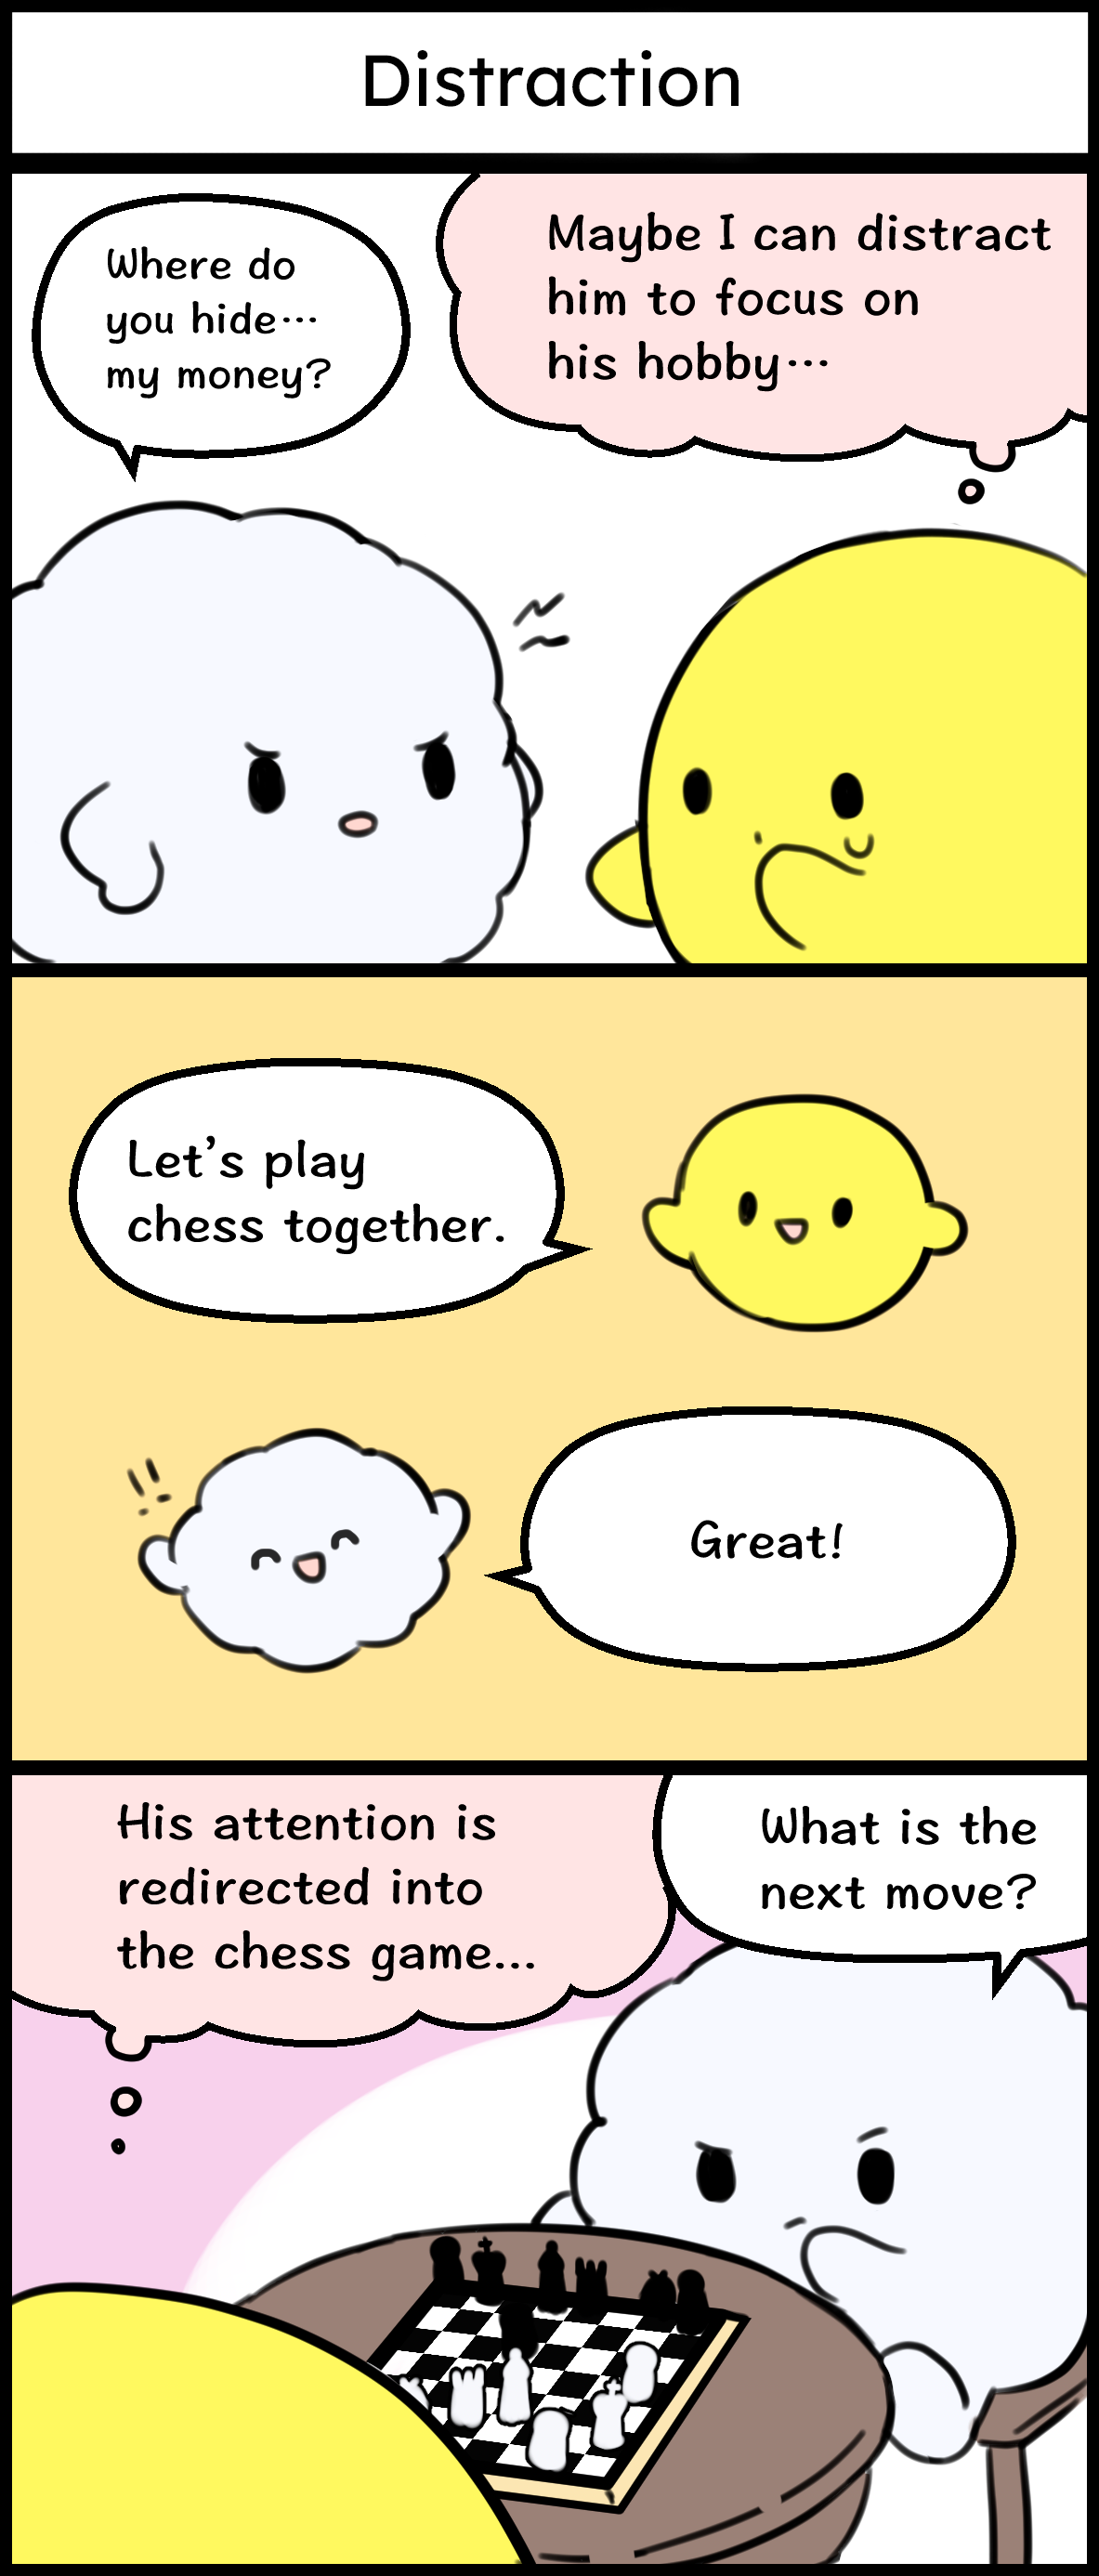 Distraction
Where do
you hide…
my money?
Maybe I can distract
him to focus on
his hobby…
Let's play
chess together.
Great!
His attention is
redirected into
the chess game...
What is the
next move?